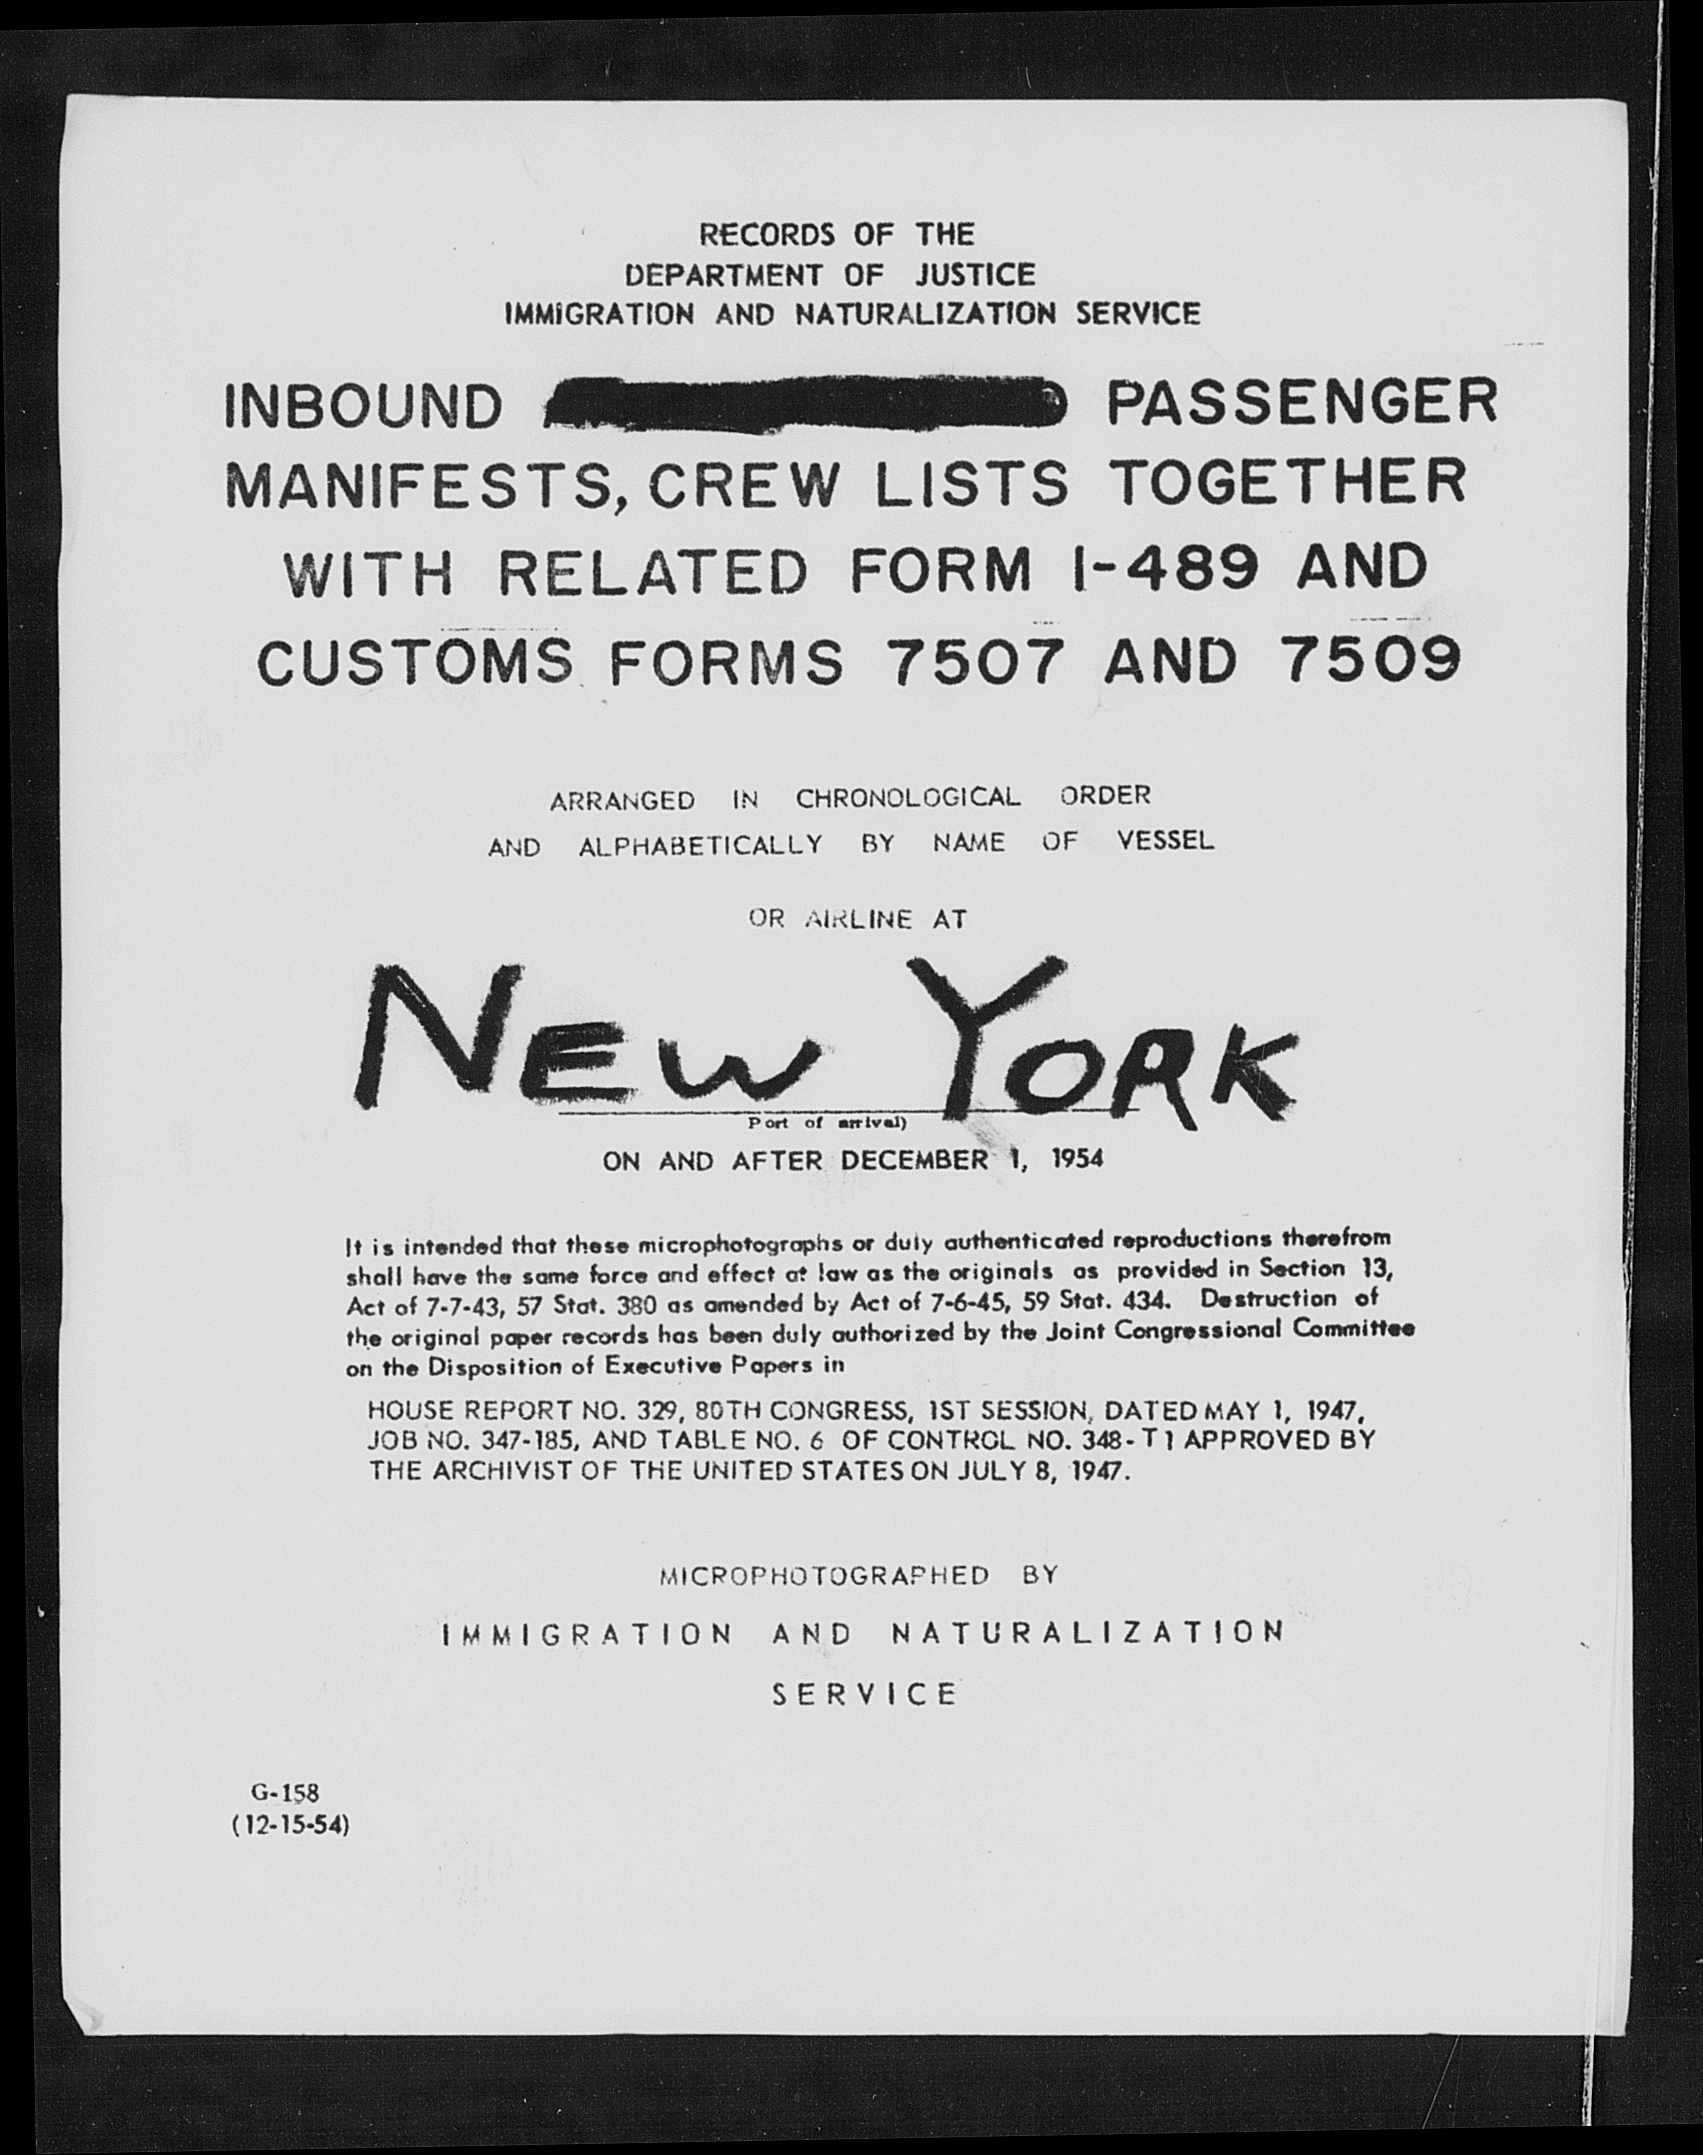 RECORDS OF THE
DEPARTMENT OF JUSTICE
IMMIGRATION AND NATURALIZATION SERVICE
INBOUND PASSENGER
MANIFESTS, CREW LISTS TOGETHER
WITH RELATED FORM I-489 AND
CUSTOMS FORMS 7507 AND 7509
ARRANGED IN CHRONOLOGICAL ORDER
AND ALPHABETICALLY BY NAME OF VESSEL
OR AIRLINE AT
NEW YORK
Port of arrival)
ON AND AFTER DECEMBER 1, 1954
It is intended that these microphotographs or duly authenticated reproductions therefrom
shall have the same force and effect at law as the originals as provided in Section 13,
Act of 7-7-43, 57 Stat. 380 as amended by Act of 7-6-45, 59 Stat. 434. Destruction of
the original paper records has been duly authorized by the Joint Congressional Committee
on the Disposition of Executive Papers in
HOUSE REPORT NO. 329, 80TH CONGRESS, 1ST SESSION, DATED MAY 1, 1947,
JOB NO. 347-185, AND TABLE NO. 6 OF CONTROL NO. 348-T1 APPROVED BY
THE ARCHIVIST OF THE UNITED STATES ON JULY 8, 1947.
MICROPHOTOGRAPHED BY
IMMIGRATION AND NATURALIZATION
SERVICE
G-158
(12-15-54)